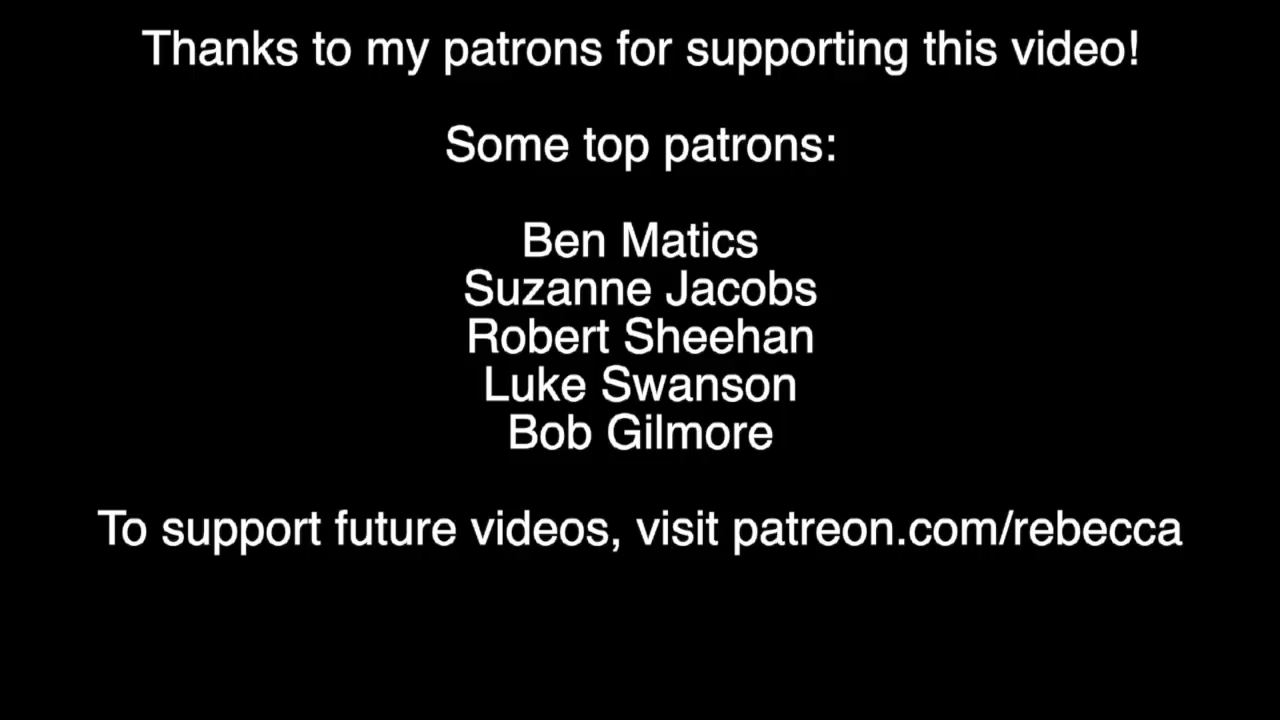 Thanks to my patrons for supporting this video!
Some top patrons:
Ben Matics
Suzanne Jacobs
Robert Sheehan
Luke Swanson
Bob Gilmore
To support future videos, visit patreon.com/rebecca